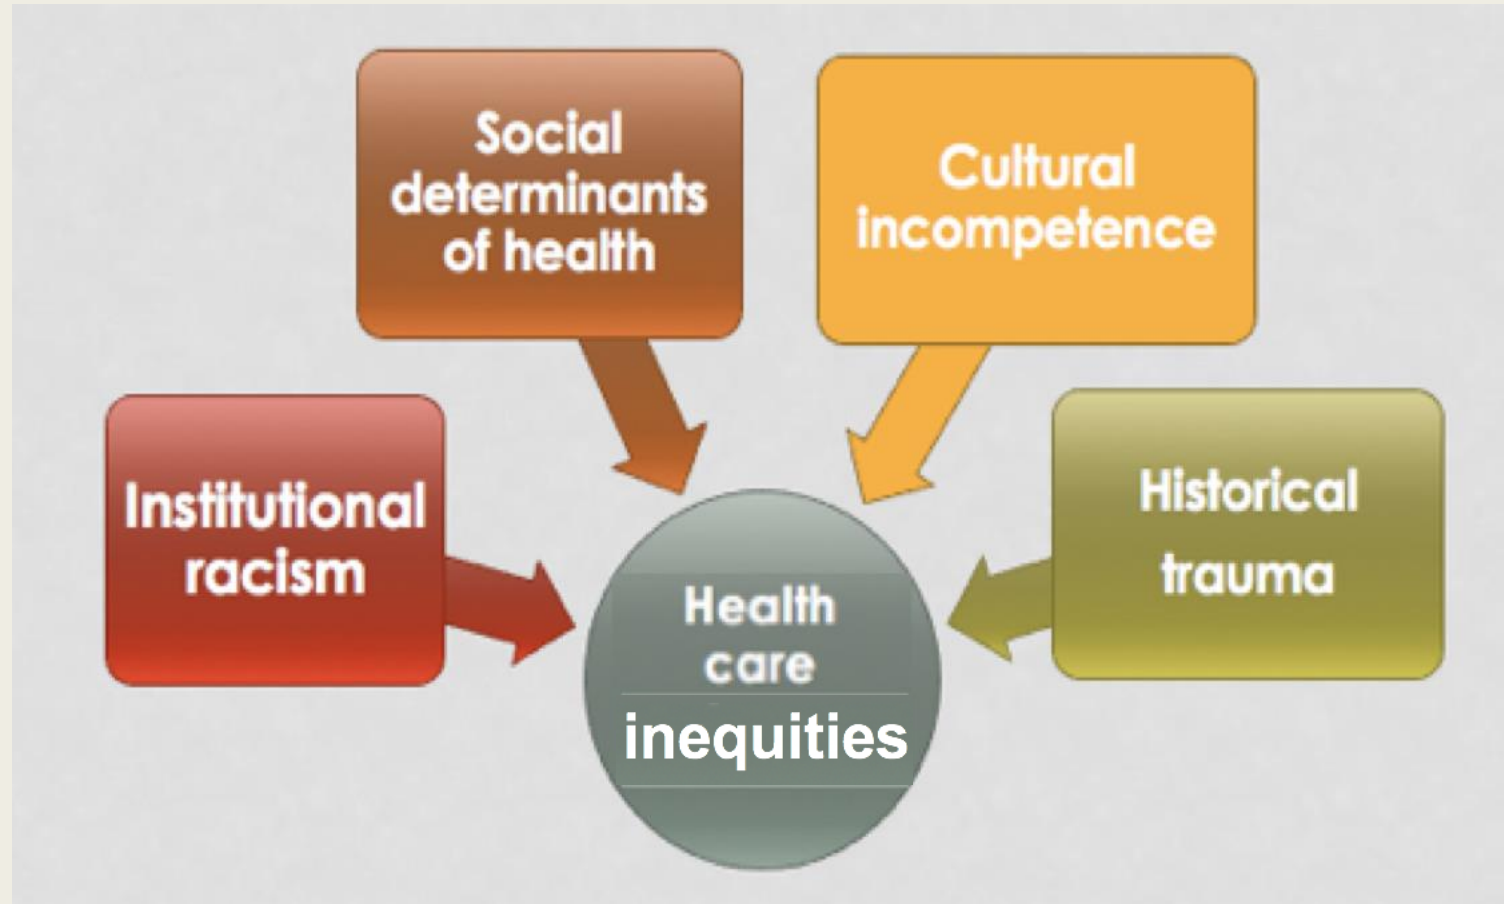 Social
determinants
of health
Cultural
incompetence
Institutional
racism
Historical
trauma
Health
care
inequities